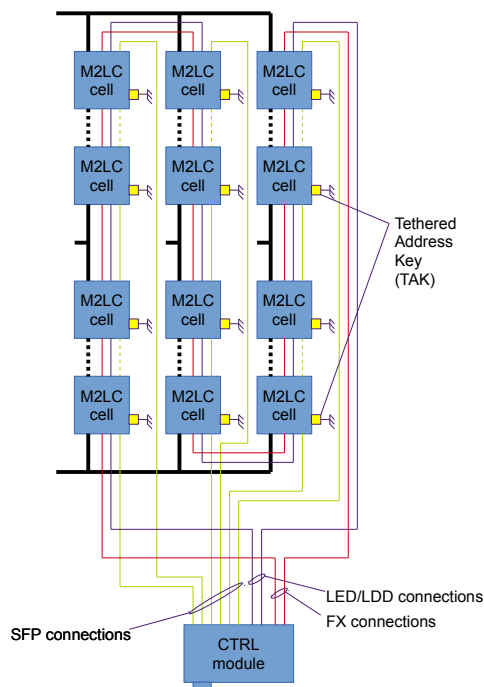 M2LC
cell
M2LC
cell
M2LC
cell
M2LC
cell
M2LC
cell
M2LC
cell
Tethered
Address
Key
(TAK)
M2LC
cell
M2LC
cell
M2LC
cell
M2LC
cell
M2LC
cell
M2LC
cell
LED/LDD connections
FX connections
SFP connections
CTRL
module